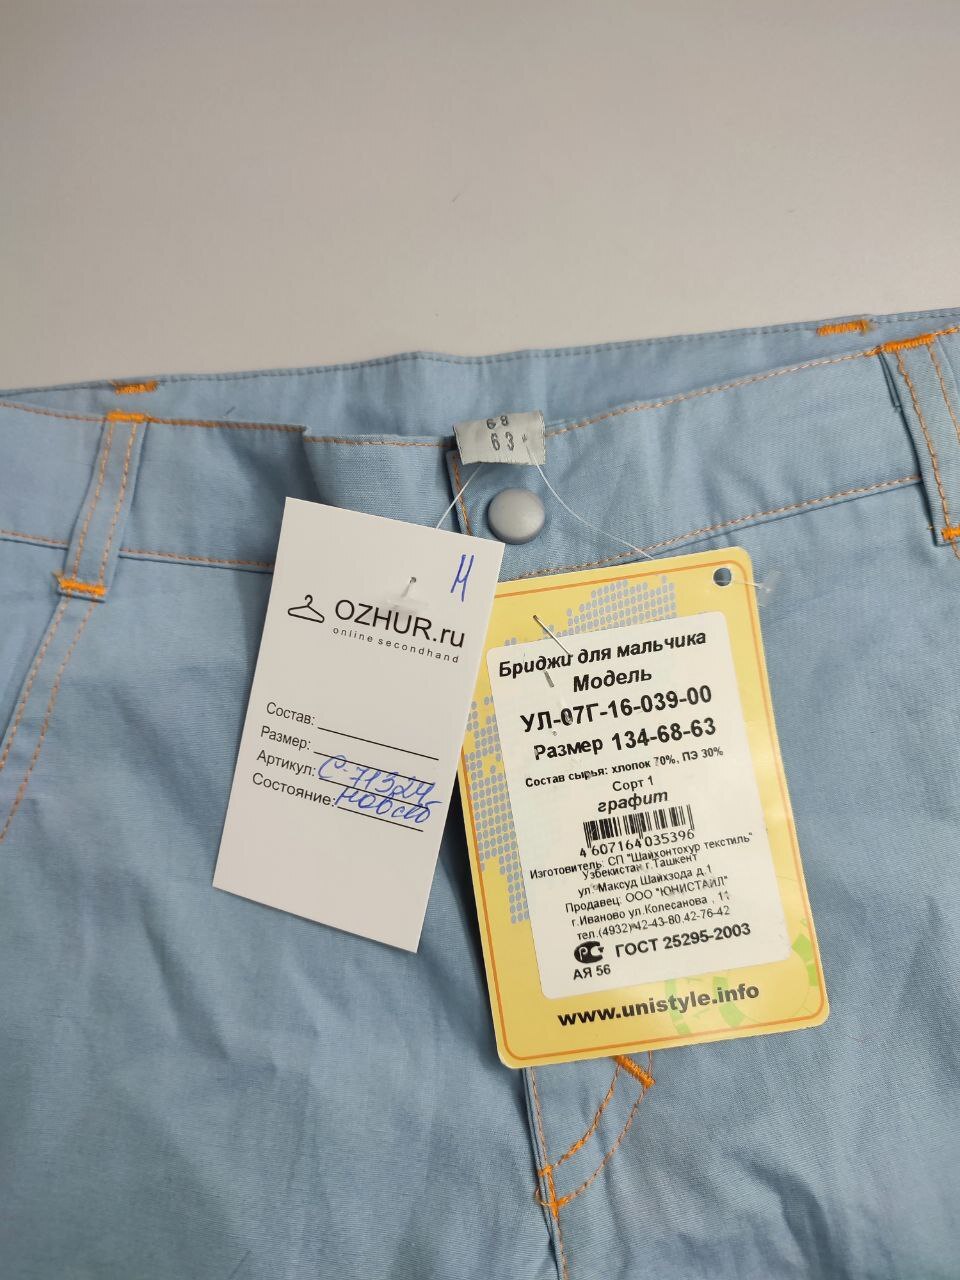 68
63
Н
OZHUR.ru
online secondhand
Состав:
Размер:
Артикул: С-71324
Состояние: новое
Бриджи для мальчика
Модель
УЛ-07Г-16-039-00
Размер 134-68-63
Состав сырья: хлопок 70%, ПЭ 30%
Сорт 1
графит
4 607164 035396
Изготовитель: СП "Шайхонтохур текстиль"
Узбекистан г.Ташкент
ул. Максуд Шайхзода д.1
Продавец: ООО "ЮНИСТАЙЛ"
г.Иваново ул.Колесанова , 11
тел.(4932) 42-43-80,42-76-42
РС ГОСТ 25295-2003
АЯ 56
www.unistyle.info